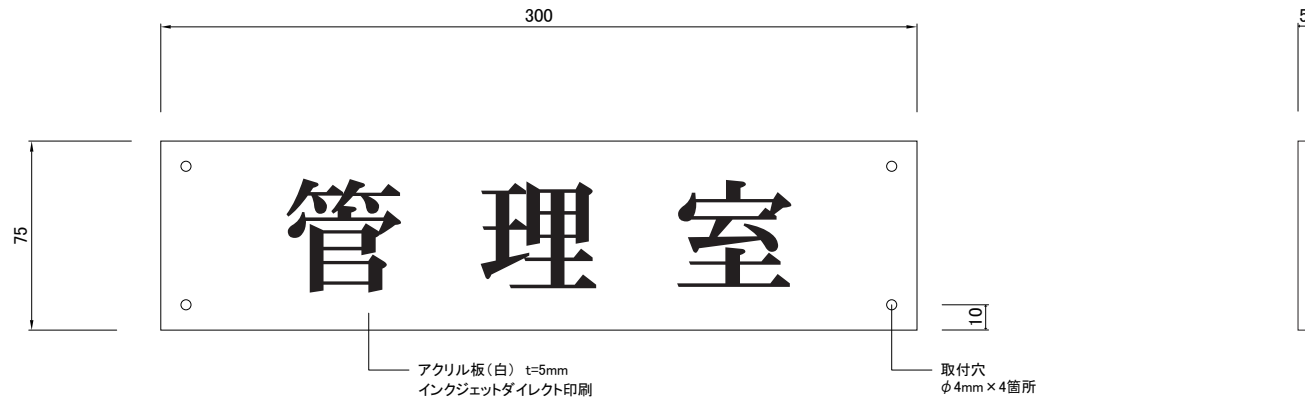 300
5
75
管理室
10
アクリル板(白) t=5mm
インクジェットダイレクト印刷
取付穴
φ4mm×4箇所